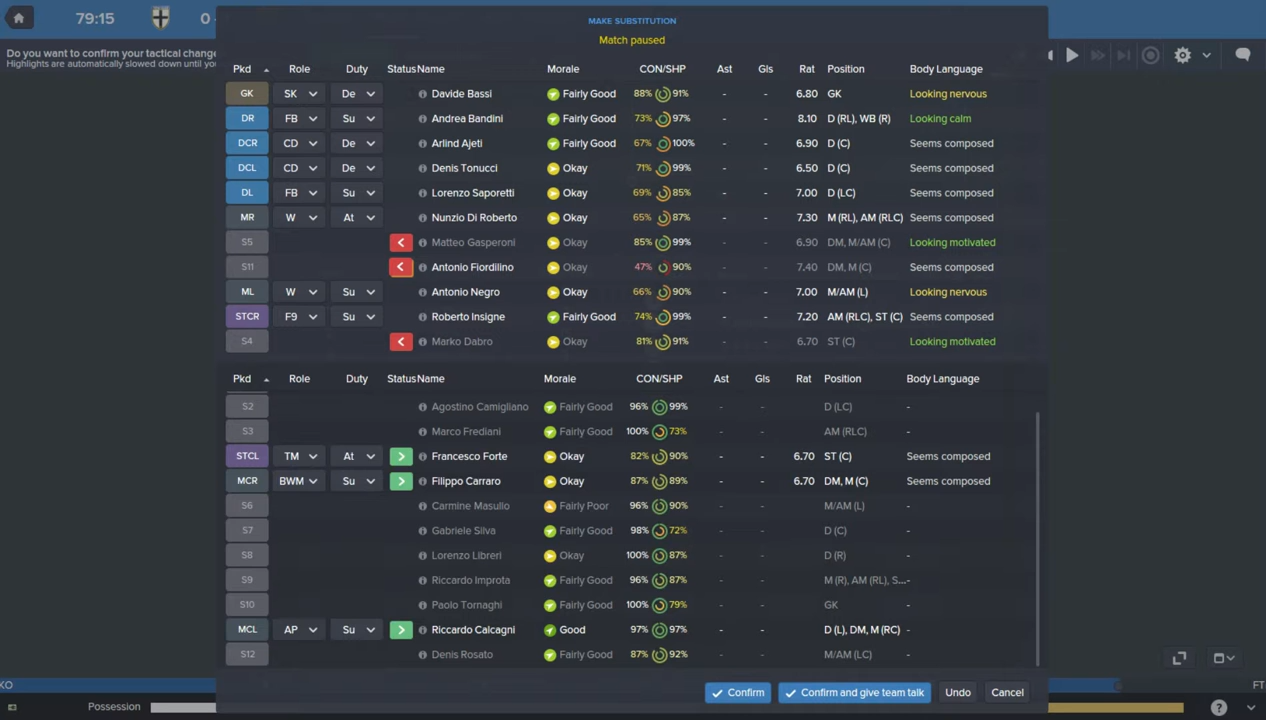 79:15 0
MAKE SUBSTITUTION
Match paused
Do you want to confirm your tactical change
Highlights are automatically slowed down until you
Pkd Role Duty Status Name Morale CON/SHP Ast Gls Rat Position Body Language
GK SK De Davide Bassi Fairly Good 88% 91% - - 6.80 GK Looking nervous
DR FB Su Andrea Bandini Fairly Good 73% 97% - - 8.10 D (RL), WB (R) Looking calm
DCR CD De Arlind Ajeti Fairly Good 67% 100% - - 6.90 D (C) Seems composed
DCL CD De Denis Tonucci Okay 71% 99% - - 6.50 D (C) Seems composed
DL FB Su Lorenzo Saporetti Okay 69% 85% - - 7.00 D (LC) Seems composed
MR W At Nunzio Di Roberto Okay 65% 87% - - 7.30 M (RL), AM (RLC) Seems composed
S5 Matteo Gasperoni Okay 85% 99% - - 6.90 DM, M/AM (C) Looking motivated
S11 Antonio Fiordilino Okay 47% 90% - - 7.40 DM, M (C) Seems composed
ML W Su Antonio Negro Okay 66% 90% - - 7.00 M/AM (L) Looking nervous
STCR F9 Su Roberto Insigne Fairly Good 74% 99% - - 7.20 AM (RLC), ST (C) Seems composed
S4 Marko Dabro Okay 81% 91% - - 6.70 ST (C) Looking motivated
Pkd Role Duty Status Name Morale CON/SHP Ast Gls Rat Position Body Language
S2 Agostino Camigliano Fairly Good 96% 99% - - D (LC) -
S3 Marco Frediani Fairly Good 100% 73% - - AM (RLC) -
STCL TM At Francesco Forte Okay 82% 90% - - 6.70 ST (C) Seems composed
MCR BWM Su Filippo Carraro Okay 87% 89% - - 6.70 DM, M (C) Seems composed
S6 Carmine Masullo Fairly Poor 96% 90% - - M/AM (L) -
S7 Gabriele Silva Fairly Good 98% 72% - - D (C) -
S8 Lorenzo Libreri Okay 100% 87% - - D (R) -
S9 Riccardo Improta Fairly Good 96% 87% - - M (R), AM (RL), S... -
S10 Paolo Tornaghi Fairly Good 100% 79% - - GK -
MCL AP Su Riccardo Calcagni Good 97% 97% - - D (L), DM, M (RC) -
S12 Denis Rosato Fairly Good 87% 92% - - M/AM (LC) -
KO FT
Confirm Confirm and give team talk Undo Cancel
Possession ?